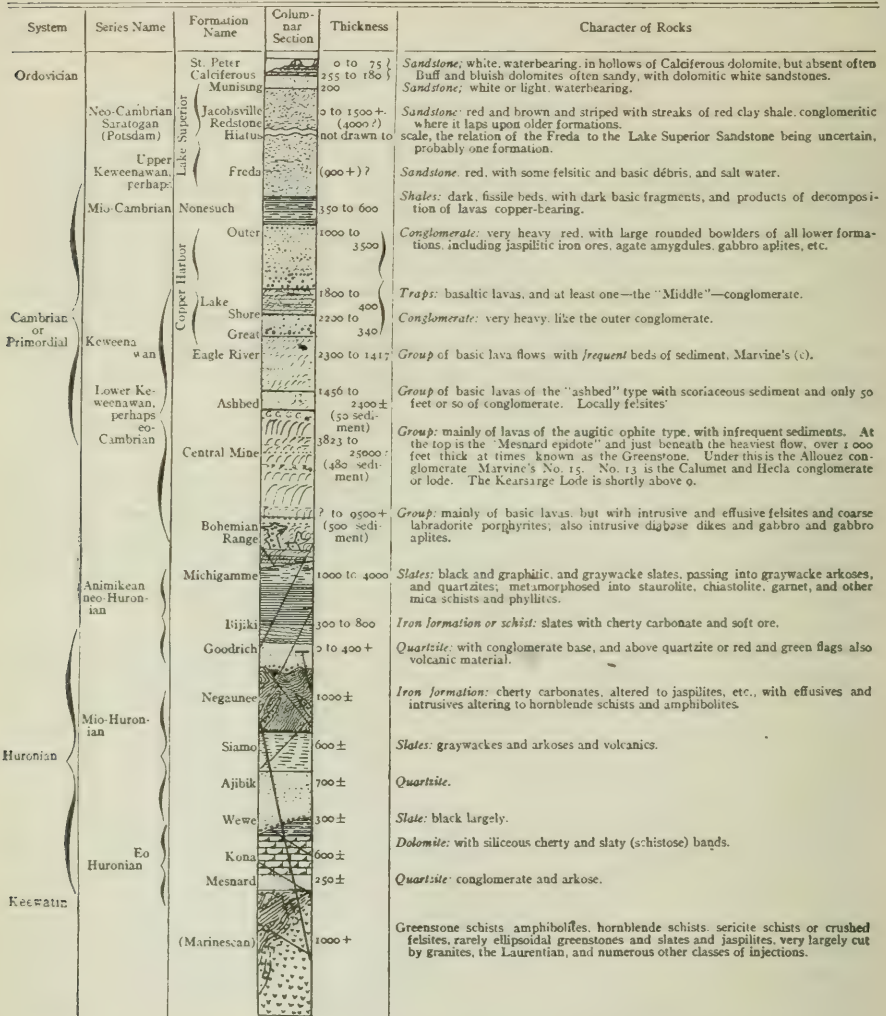 System Series Name Formation Name Colum-nar Section Thickness Character of Rocks
Ordovician
St. Peter 0 to 75? } Sandstone; white, waterbearing, in hollows of Calciferous dolomite, but absent often
Calciferous 255 to 180 } Buff and bluish dolomites often sandy, with dolomitic white sandstones.
Munising 200 Sandstone; white or light, waterbearing.
Neo-Cambrian
Saratogan
(Potsdam)
Lake Superior
Jacobsville 0 to 1500+- Sandstone· red and brown and striped with streaks of red clay shale, conglomeritic
Redstone (4000?) where it laps upon older formations.
Hiatus not drawn to scale, the relation of the Freda to the Lake Superior Sandstone being uncertain,
probably one formation.
Upper
Keweenawan,
perhaps
Freda (900+)? Sandstone, red, with some felsitic and basic débris, and salt water.
Mio-Cambrian Nonesuch 350 to 600 Shales: dark, fissile beds, with dark basic fragments, and products of decomposi-
tion of lavas copper-bearing.
Copper Harbor
Outer 1000 to Conglomerate: very heavy red, with large rounded bowlders of all lower forma-
3500 tions, including jaspilitic iron ores, agate amygdules, gabbro aplites, etc.
Lake 1800 to Traps: basaltic lavas, and at least one—the "Middle"—conglomerate.
Shore 400
Great 2200 to Conglomerate: very heavy, like the outer conglomerate.
340
Cambrian
or
Primordial
Keweena
wan
Eagle River 2300 to 1417 Group of basic lava flows with frequent beds of sediment, Marvine's (c).
Lower Ke-
weenawan,
perhaps
eo-
Cambrian
Ashbed 1456 to Group of basic lavas of the "ashbed" type with scoriaceous sediment and only 50
2400± feet or so of conglomerate. Locally felsites
(50 sedi-
ment)
Central Mine 3823 to Group: mainly of lavas of the augitic ophite type, with infrequent sediments. At
25000? the top is the "Mesnard epidote" and just beneath the heaviest flow, over 1 000
(480 sedi- feet thick at times known as the Greenstone. Under this is the Allouez con-
ment) glomerate Marvine's No. 15. No. 13 is the Calumet and Hecla conglomerate
or lode. The Kearsarge Lode is shortly above 9.
Bohemian
Range
? to 9500+ Group: mainly of basic lavas, but with intrusive and effusive felsites and coarse
(500 sedi- labradorite porphyrites; also intrusive diabase dikes and gabbro and gabbro
ment) aplites.
Animikean
neo-Huron-
ian
Michigamme 1000 to 4000 Slates: black and graphitic, and graywacke slates, passing into graywacke arkoses,
and quartzites; metamorphosed into staurolite, chiastolite, garnet, and other
mica schists and phyllites.
Bijiki 300 to 800 Iron formation or schist: slates with cherty carbonate and soft ore.
Goodrich 0 to 400+ Quartzite: with conglomerate base, and above quartzite or red and green flags also
volcanic material.
Huronian
Mio-Huron-
ian
Negaunee 1000± Iron formation: cherty carbonates, altered to jaspilites, etc., with effusives and
intrusives altering to hornblende schists and amphibolites.
Siamo 600± Slates: graywackes and arkoses and volcanics.
Ajibik 700± Quartzite.
Wewe 300± Slate: black largely.
Eo
Huronian
Kona 600± Dolomite: with siliceous cherty and slaty (schistose) bands.
Mesnard 250± Quartzite· conglomerate and arkose.
Keewatin
(Marinescan) 1000+ Greenstone schists amphibolites, hornblende schists, sericite schists or crushed
felsites, rarely ellipsoidal greenstones and slates and jaspilites, very largely cut
by granites, the Laurentian, and numerous other classes of injections.